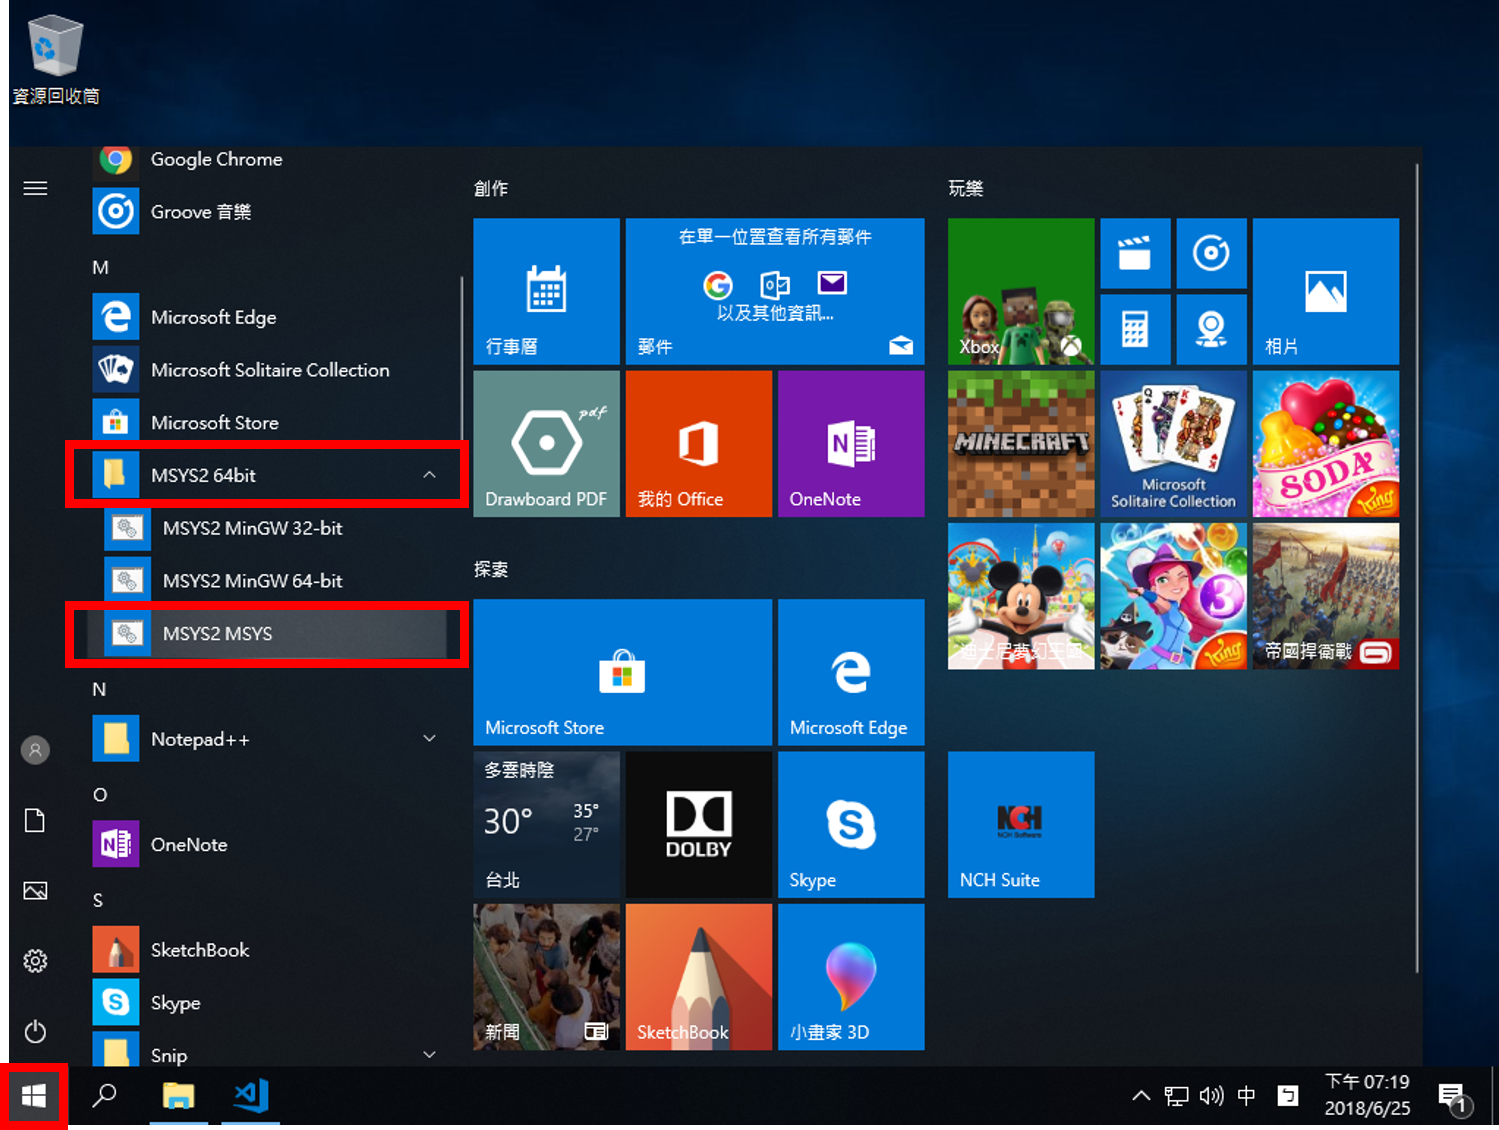 資源回收筒
Google Chrome
Groove 音樂
M
Microsoft Edge
Microsoft Solitaire Collection
Microsoft Store
MSYS2 64bit
MSYS2 MinGW 32-bit
MSYS2 MinGW 64-bit
MSYS2 MSYS
N
Notepad++
O
OneNote
S
SketchBook
Skype
Snip
創作
行事曆
在單一位置查看所有郵件
以及其他資訊...
郵件
pdf
Drawboard PDF
我的 Office
OneNote
探索
Microsoft Store
Microsoft Edge
多雲時陰
30°
35°
27°
台北
DOLBY
Skype
新聞
SketchBook
小畫家 3D
玩樂
Xbox
相片
MINECRAFT
Microsoft
Solitaire Collection
SODA
King
迪士尼夢幻王國
3
King
帝國捍衛戰
NCH
NCH Software
NCH Suite
中
ㄅ
下午 07:19
2018/6/25
1